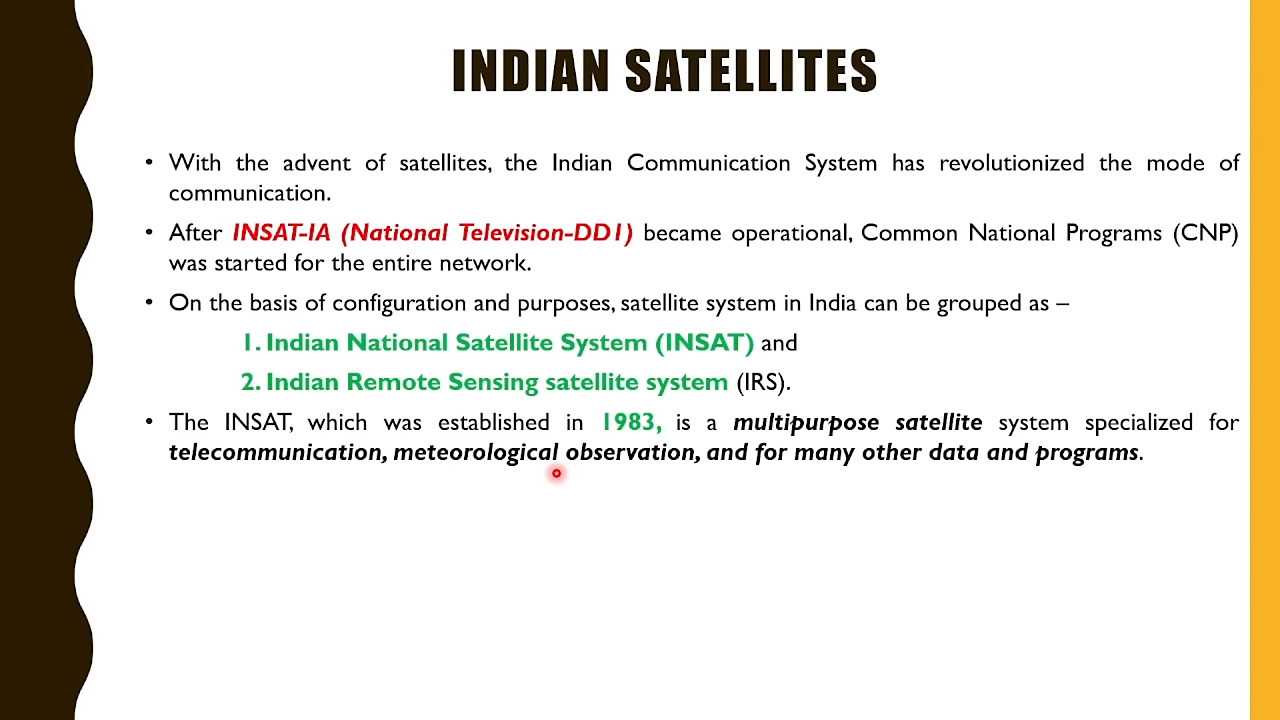 INDIAN SATELLITES
• With the advent of satellites, the Indian Communication System has revolutionized the mode of
communication.
• After INSAT-IA (National Television-DD1) became operational, Common National Programs (CNP)
was started for the entire network.
• On the basis of configuration and purposes, satellite system in India can be grouped as –
1. Indian National Satellite System (INSAT) and
2. Indian Remote Sensing satellite system (IRS).
• The INSAT, which was established in 1983, is a multipurpose satellite system specialized for
telecommunication, meteorological observation, and for many other data and programs.